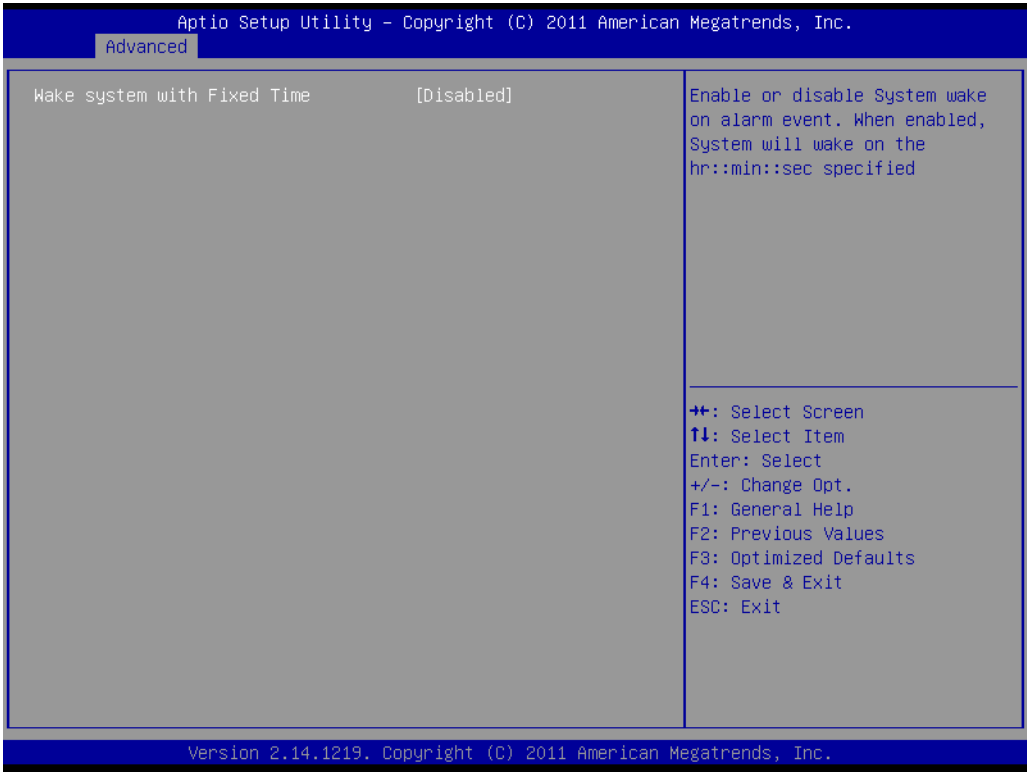 Aptio Setup Utility – Copyright (C) 2011 American Megatrends, Inc.
Advanced
Wake system with Fixed Time [Disabled]
Enable or disable System wake
on alarm event. When enabled,
System will wake on the
hr::min::sec specified
→←: Select Screen
↑↓: Select Item
Enter: Select
+/-: Change Opt.
F1: General Help
F2: Previous Values
F3: Optimized Defaults
F4: Save & Exit
ESC: Exit
Version 2.14.1219. Copyright (C) 2011 American Megatrends, Inc.